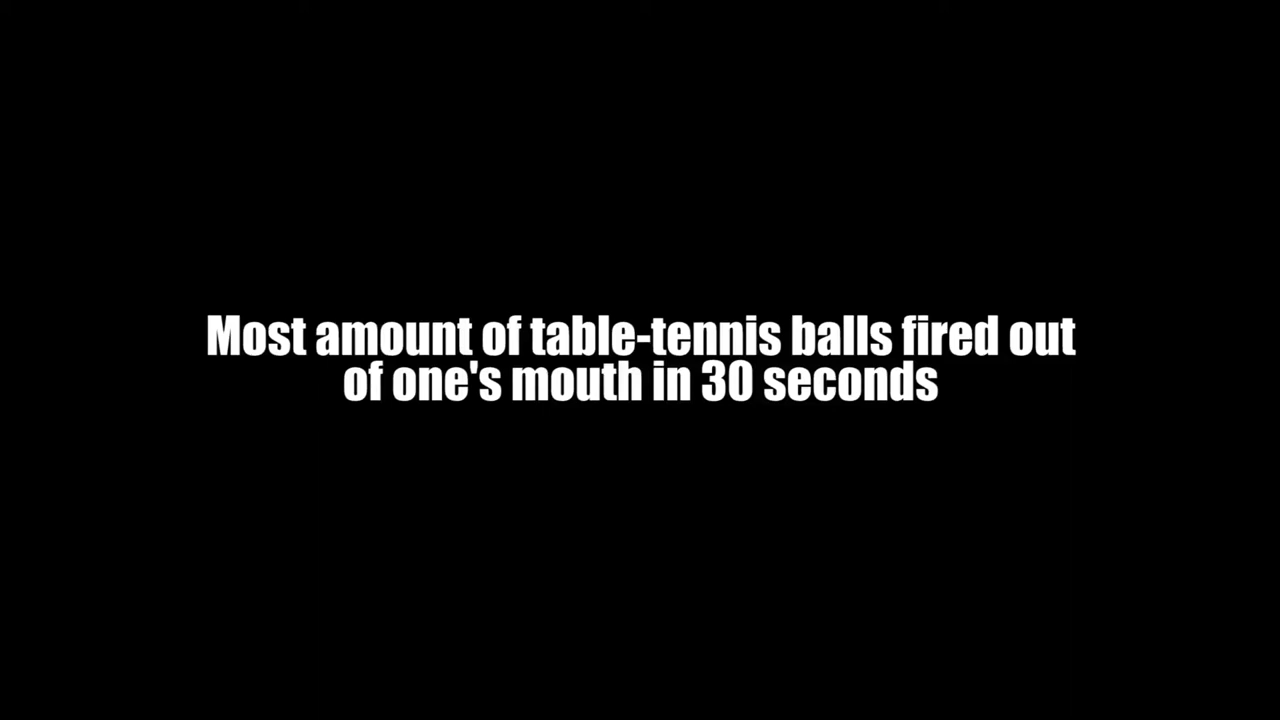 Most amount of table-tennis balls fired out
of one's mouth in 30 seconds